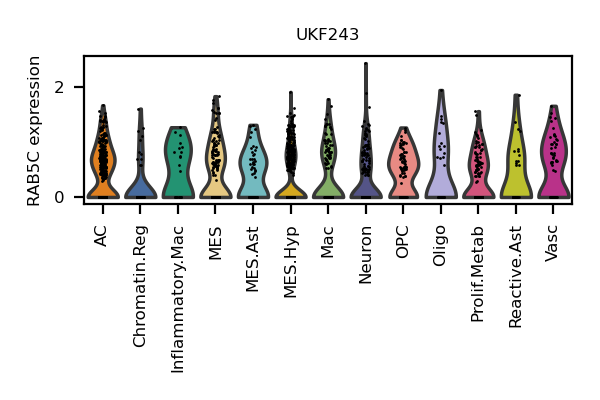 UKF243
RAB5C expression
2
0
AC
Chromatin.Reg
Inflammatory.Mac
MES
MES.Ast
MES.Hyp
Mac
Neuron
OPC
Oligo
Prolif.Metab
Reactive.Ast
Vasc